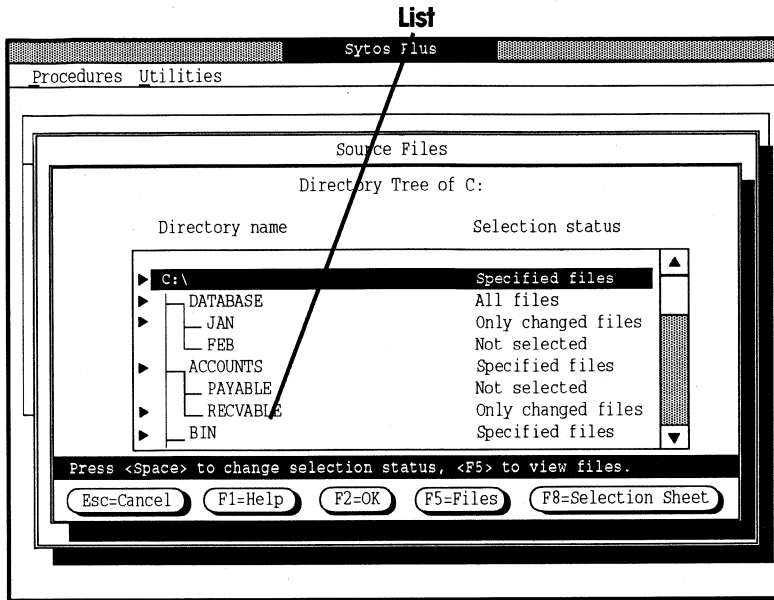 List
Sytos Plus
Procedures Utilities
Source Files
Directory Tree of C:
Directory name Selection status
C:\ Specified files
DATABASE All files
JAN Only changed files
FEB Not selected
ACCOUNTS Specified files
PAYABLE Not selected
RECVABLE Only changed files
BIN Specified files
Press <Space> to change selection status, <F5> to view files.
Esc=Cancel F1=Help F2=OK F5=Files F8=Selection Sheet